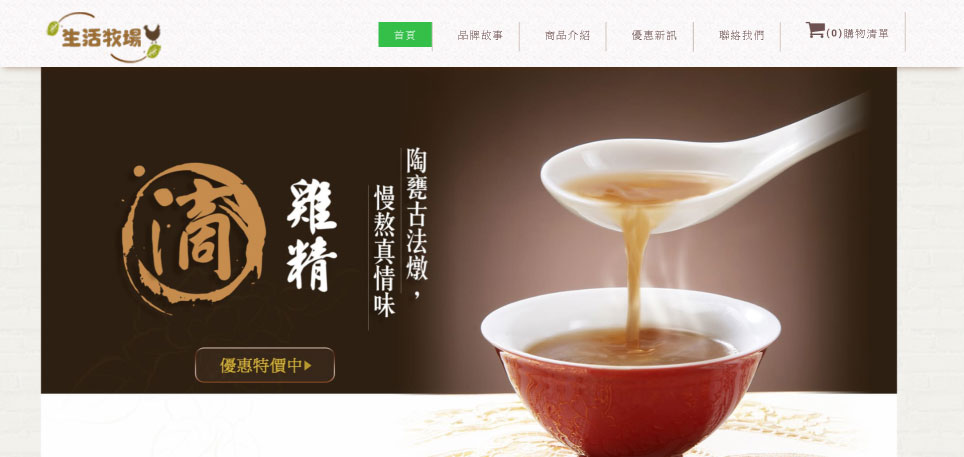 生活牧場
首頁
品牌故事
商品介紹
優惠新訊
聯絡我們
(0)購物清單
滴
雞精
陶甕古法燉，
慢熬真情味
優惠特價中